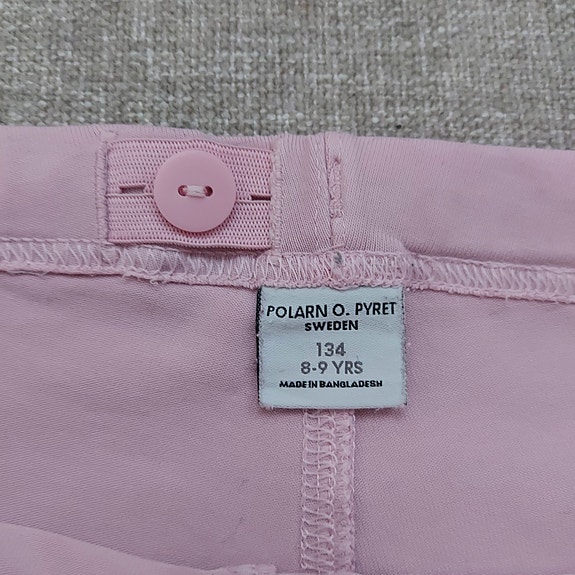 POLARN O. PYRET
SWEDEN
134
8-9 YRS
MADE IN BANGLADESH